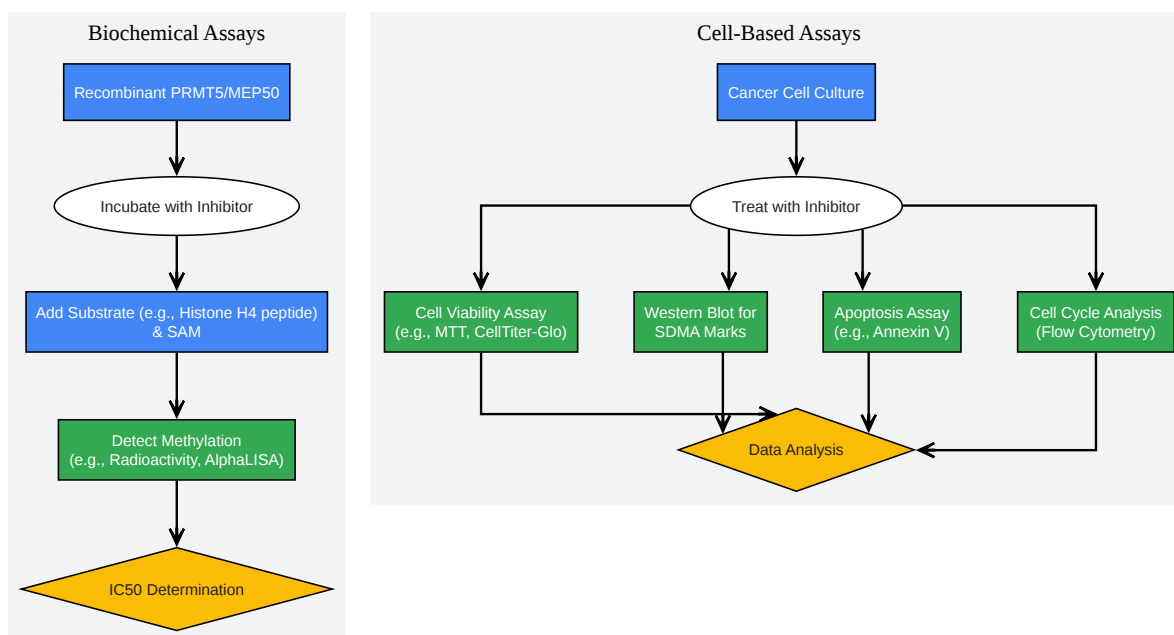 Biochemical Assays
Recombinant PRMT5/MEP50
Incubate with Inhibitor
Add Substrate (e.g., Histone H4 peptide)
& SAM
Detect Methylation
(e.g., Radioactivity, AlphaLISA)
IC50 Determination
Cell-Based Assays
Cancer Cell Culture
Treat with Inhibitor
Cell Viability Assay
(e.g., MTT, CellTiter-Glo)
Western Blot for
SDMA Marks
Apoptosis Assay
(e.g., Annexin V)
Cell Cycle Analysis
(Flow Cytometry)
Data Analysis